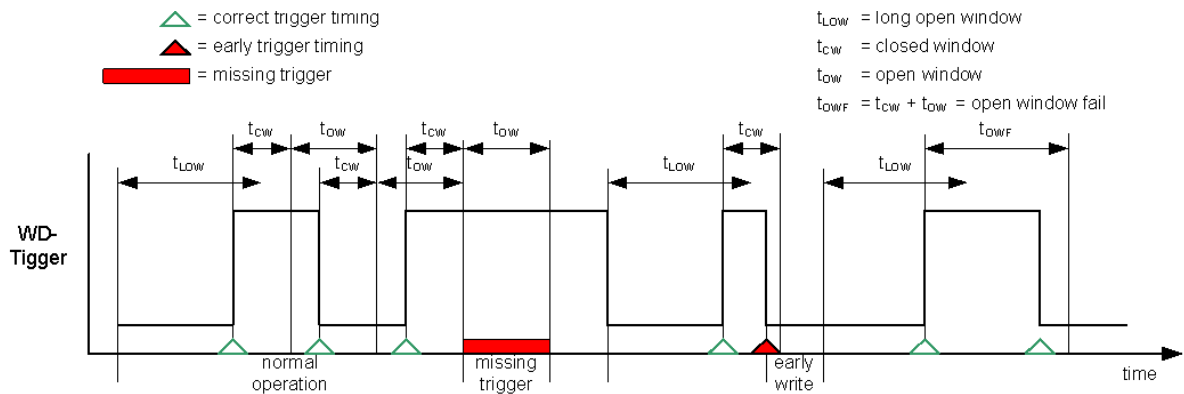 = correct trigger timing
= early trigger timing
= missing trigger
tLOW = long open window
tCW = closed window
tOW = open window
tOWF = tCW + tOW = open window fail
tCW
tOW
tCW
tOW
tCW
tOWF
tLOW
tCW
tOW
tLOW
tLOW
WD-
Tigger
normal
operation
missing
trigger
early
write
time